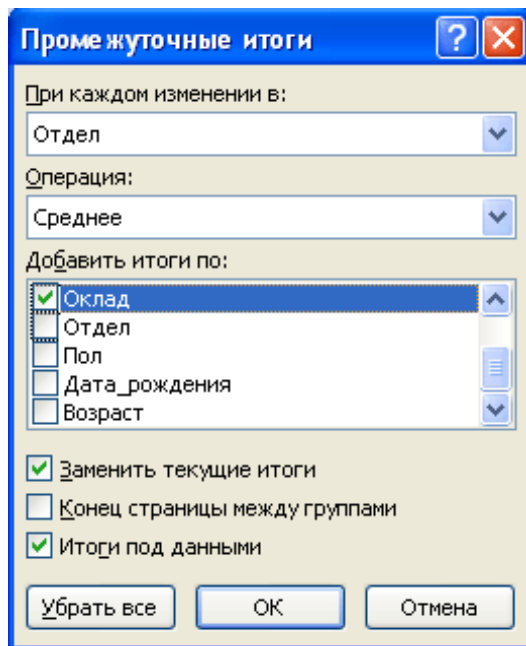 Промежуточные итоги
При каждом изменении в:
Отдел
Операция:
Среднее
Добавить итоги по:
Оклад
Отдел
Пол
Дата_рождения
Возраст
Заменить текущие итоги
Конец страницы между группами
Итоги под данными
Убрать все ОК Отмена